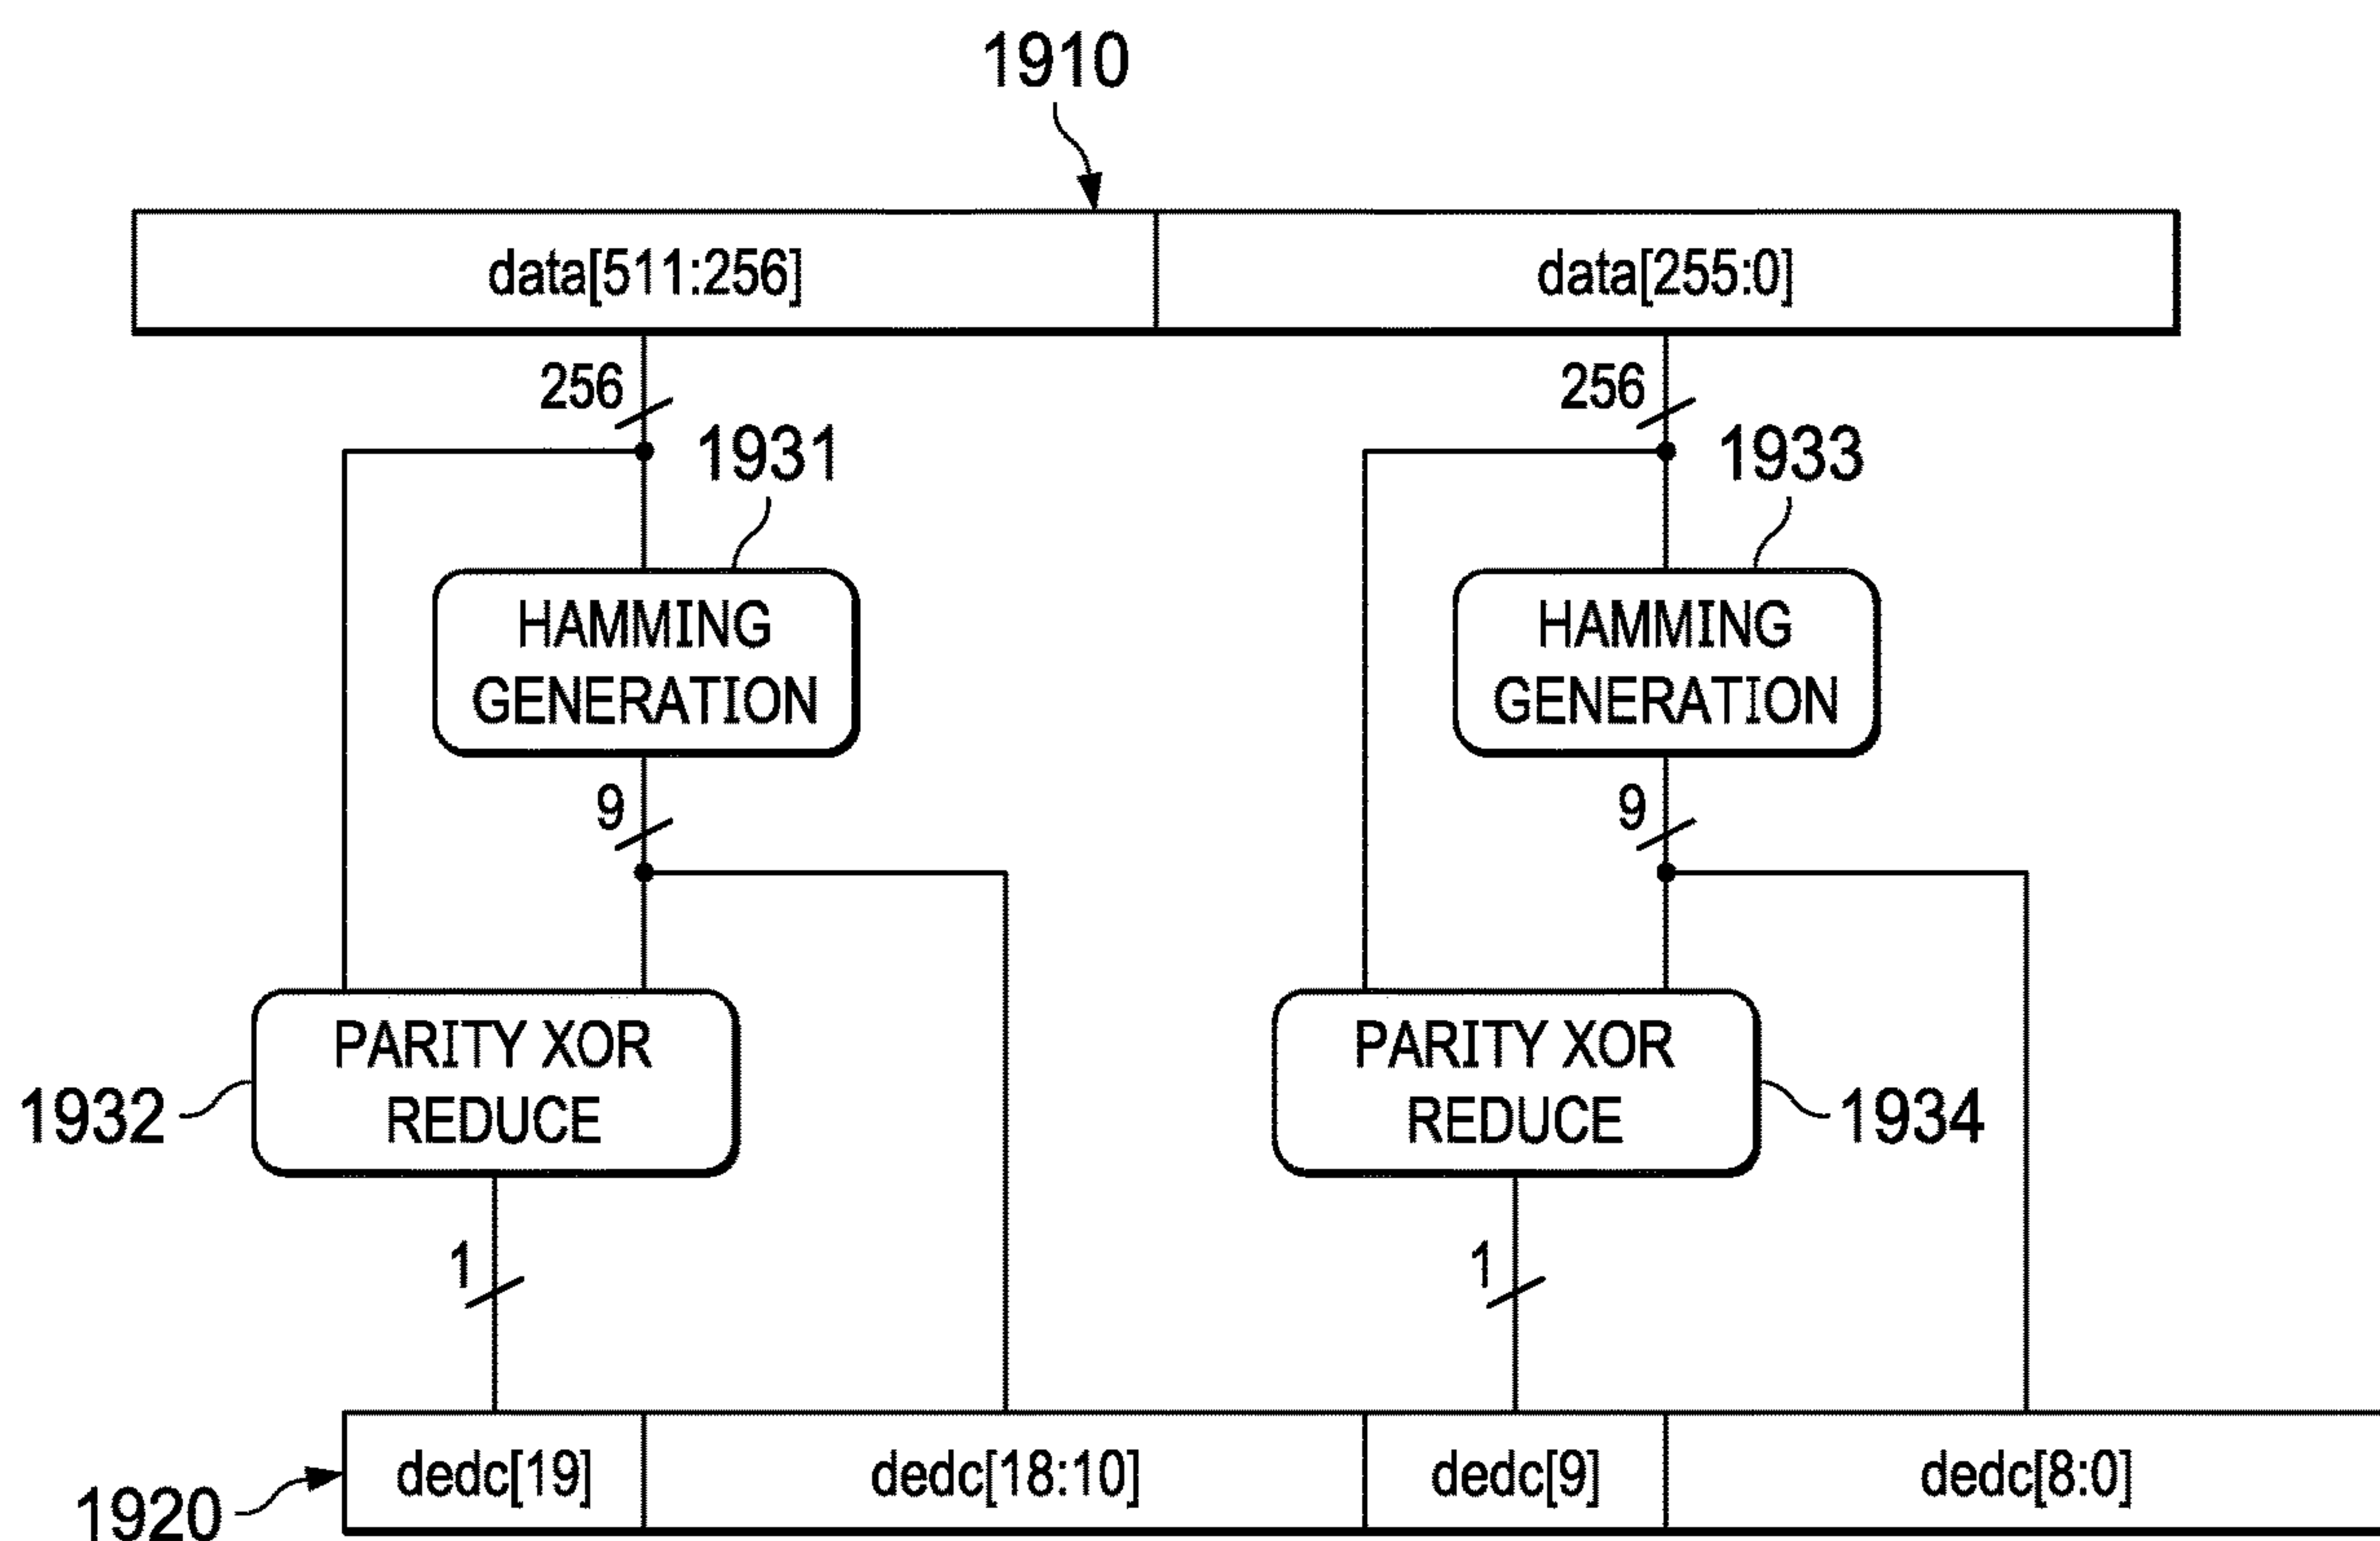 1910
data[511:256]
data[255:0]
256
256
1931
1933
HAMMING
GENERATION
HAMMING
GENERATION
9
9
PARITY XOR
REDUCE
PARITY XOR
REDUCE
1932
1934
1
1
dedc[19]
dedc[18:10]
dedc[9]
dedc[8:0]
1920